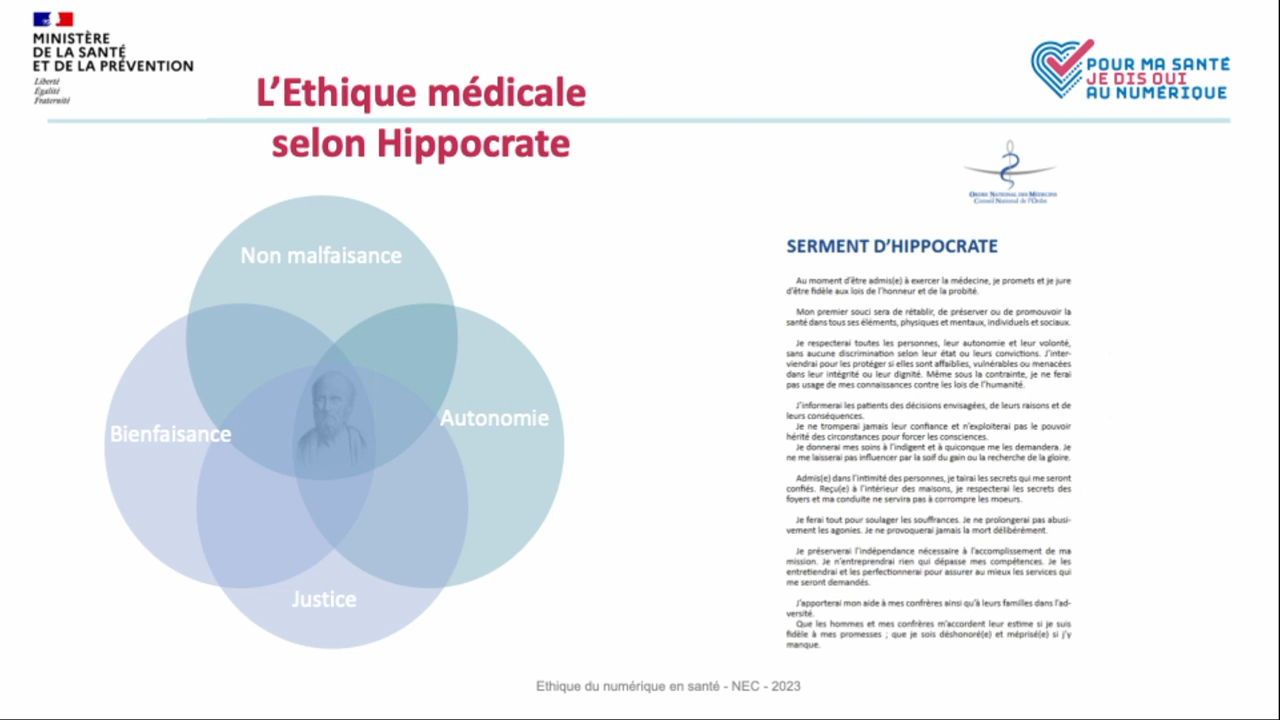 MINISTÈRE
DE LA SANTÉ
ET DE LA PRÉVENTION
Liberté
Égalité
Fraternité
POUR MA SANTÉ
JE DIS OUI
AU NUMÉRIQUE
L’Ethique médicale
selon Hippocrate
Non malfaisance
Bienfaisance
Autonomie
Justice
Ordre National des Médecins
Conseil National de l'Ordre
SERMENT D’HIPPOCRATE
Au moment d’être admis(e) à exercer la médecine, je promets et je jure
d’être fidèle aux lois de l’honneur et de la probité.
Mon premier souci sera de rétablir, de préserver ou de promouvoir la
santé dans tous ses éléments, physiques et mentaux, individuels et sociaux.
Je respecterai toutes les personnes, leur autonomie et leur volonté,
sans aucune discrimination selon leur état ou leurs convictions. J’inter-
viendrai pour les protéger si elles sont affaiblies, vulnérables ou menacées
dans leur intégrité ou leur dignité. Même sous la contrainte, je ne ferai
pas usage de mes connaissances contre les lois de l’humanité.
J’informerai les patients des décisions envisagées, de leurs raisons et de
leurs conséquences.
Je ne tromperai jamais leur confiance et n’exploiterai pas le pouvoir
hérité des circonstances pour forcer les consciences.
Je donnerai mes soins à l’indigent et à quiconque me les demandera. Je
ne me laisserai pas influencer par la soif du gain ou la recherche de la gloire.
Admis(e) dans l’intimité des personnes, je tairai les secrets qui me seront
confiés. Reçu(e) à l’intérieur des maisons, je respecterai les secrets des
foyers et ma conduite ne servira pas à corrompre les moeurs.
Je ferai tout pour soulager les souffrances. Je ne prolongerai pas abusi-
vement les agonies. Je ne provoquerai jamais la mort délibérément.
Je préserverai l’indépendance nécessaire à l’accomplissement de ma
mission. Je n’entreprendrai rien qui dépasse mes compétences. Je les
entretiendrai et les perfectionnerai pour assurer au mieux les services qui
me seront demandés.
J’apporterai mon aide à mes confrères ainsi qu’à leurs familles dans l’ad-
versité.
Que les hommes et mes confrères m’accordent leur estime si je suis
fidèle à mes promesses ; que je sois déshonoré(e) et méprisé(e) si j’y
manque.
Ethique du numérique en santé - NEC - 2023